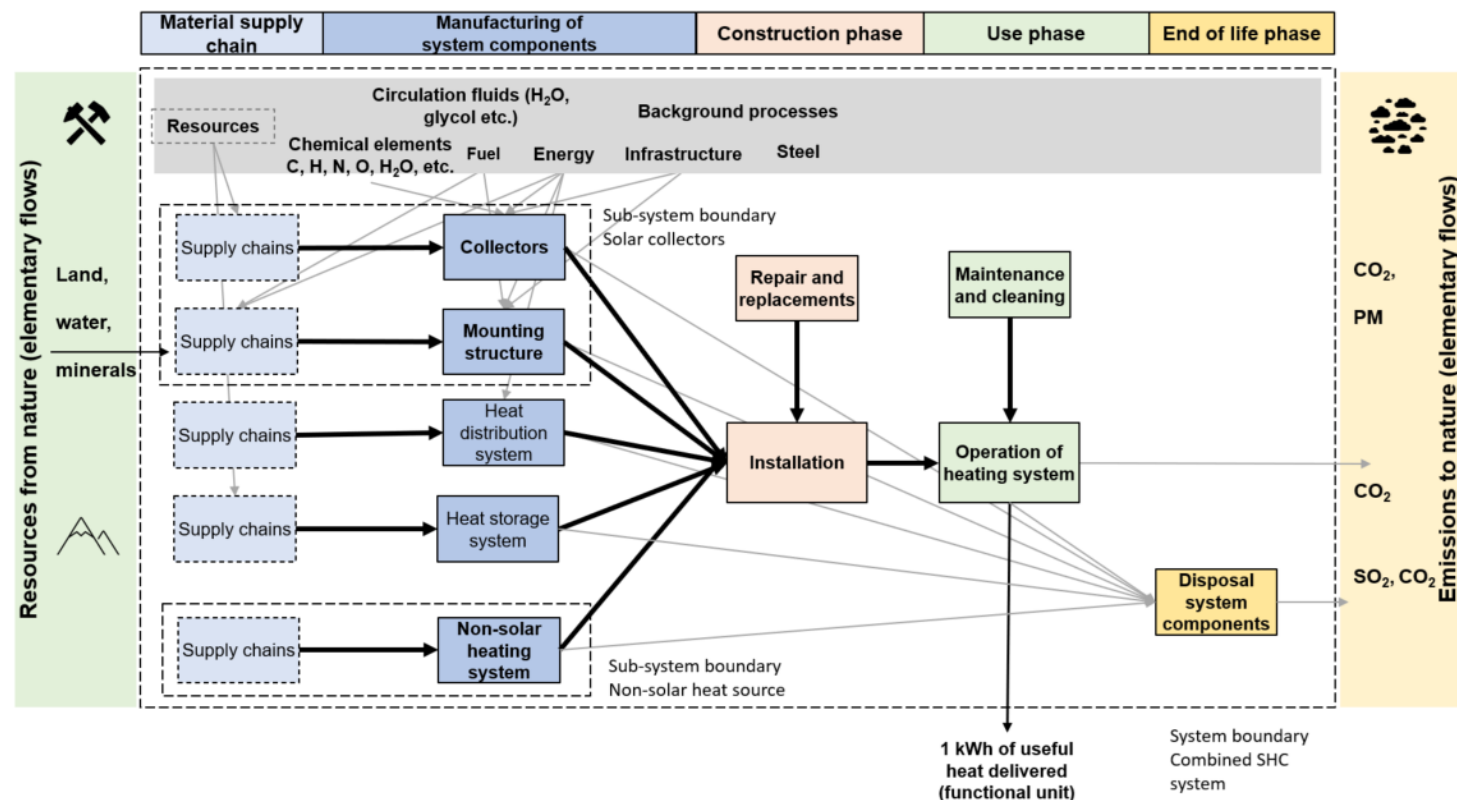 Material supply
chain
Manufacturing of
system components
Construction phase
Use phase
End of life phase
Resources from nature (elementary flows)
Land,
water,
minerals
Circulation fluids (H₂O,
glycol etc.)
Background processes
Resources
Chemical elements
C, H, N, O, H₂O, etc.
Fuel
Energy
Infrastructure
Steel
Supply chains
Collectors
Sub-system boundary
Solar collectors
Supply chains
Mounting
structure
Repair and
replacements
Maintenance
and cleaning
Supply chains
Heat
distribution
system
Installation
Operation of
heating system
Supply chains
Heat storage
system
Disposal
system
components
Supply chains
Non-solar
heating
system
Sub-system boundary
Non-solar heat source
CO₂,
PM
CO₂
SO₂, CO₂
Emissions to nature (elementary flows)
1 kWh of useful
heat delivered
(functional unit)
System boundary
Combined SHC
system